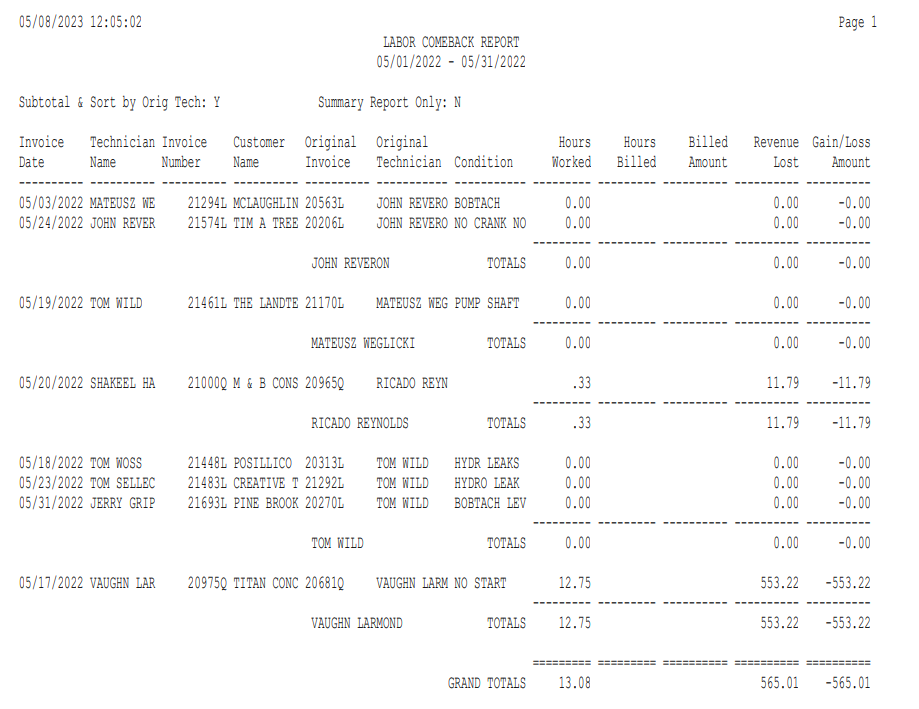 05/08/2023 12:05:02 Page 1
LABOR COMEBACK REPORT
05/01/2022 - 05/31/2022
Subtotal & Sort by Orig Tech: Y Summary Report Only: N
Invoice Technician Invoice Customer Original Original Hours Hours Billed Revenue Gain/Loss
Date Name Number Name Invoice Technician Condition Worked Billed Amount Lost Amount
---------- ---------- ---------- ---------- ---------- ----------- ----------- --------- --------- ---------- ---------- ----------
05/03/2022 MATEUSZ WE 21294L MCLAUGHLIN 20563L JOHN REVERO BOBTACH 0.00 0.00 -0.00
05/24/2022 JOHN REVER 21574L TIM A TREE 20206L JOHN REVERO NO CRANK NO 0.00 0.00 -0.00
--------- --------- ---------- ---------- ----------
JOHN REVERON TOTALS 0.00 0.00 -0.00
05/19/2022 TOM WILD 21461L THE LANDTE 21170L MATEUSZ WEG PUMP SHAFT 0.00 0.00 -0.00
--------- --------- ---------- ---------- ----------
MATEUSZ WEGLICKI TOTALS 0.00 0.00 -0.00
05/20/2022 SHAKEEL HA 21000Q M & B CONS 20965Q RICADO REYN .33 11.79 -11.79
--------- --------- ---------- ---------- ----------
RICADO REYNOLDS TOTALS .33 11.79 -11.79
05/18/2022 TOM WOSS 21448L POSILLICO 20313L TOM WILD HYDR LEAKS 0.00 0.00 -0.00
05/23/2022 TOM SELLEC 21483L CREATIVE T 21292L TOM WILD HYDRO LEAK 0.00 0.00 -0.00
05/31/2022 JERRY GRIP 21693L PINE BROOK 20270L TOM WILD BOBTACH LEV 0.00 0.00 -0.00
--------- --------- ---------- ---------- ----------
TOM WILD TOTALS 0.00 0.00 -0.00
05/17/2022 VAUGHN LAR 20975Q TITAN CONC 20681Q VAUGHN LARM NO START 12.75 553.22 -553.22
--------- --------- ---------- ---------- ----------
VAUGHN LARMOND TOTALS 12.75 553.22 -553.22
========= ========= ========== ========== ==========
GRAND TOTALS 13.08 565.01 -565.01